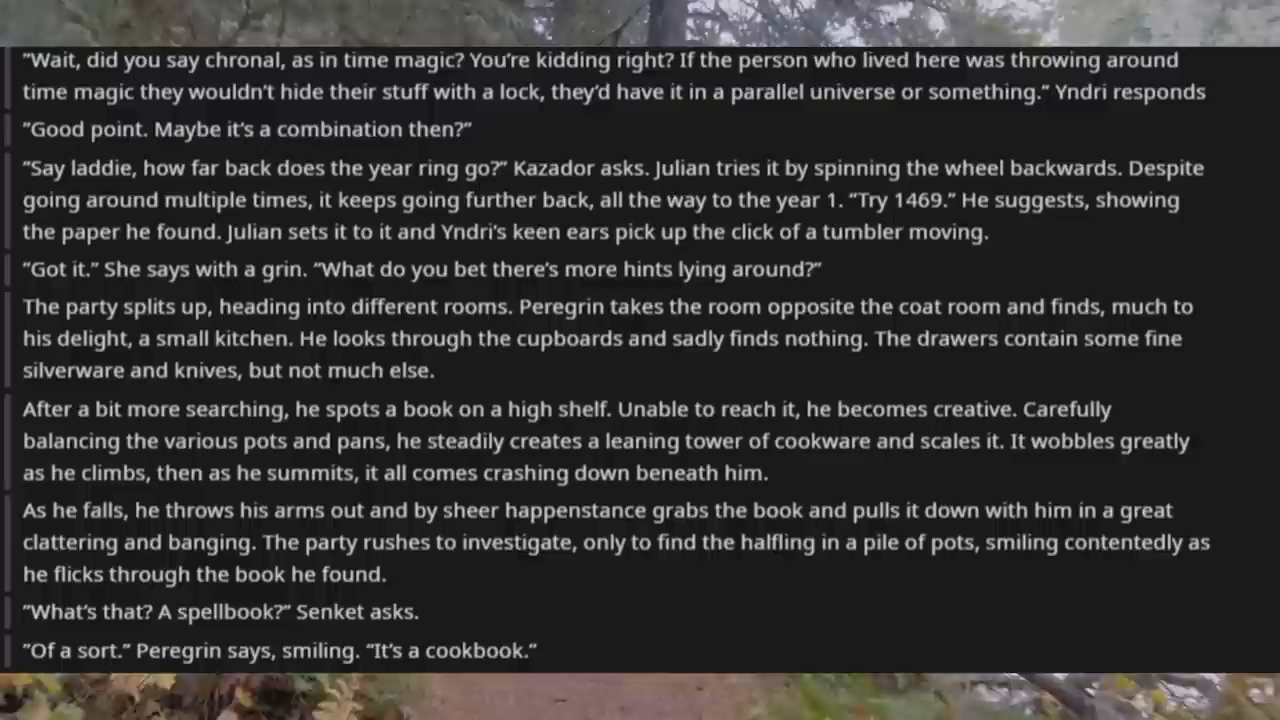 "Wait, did you say chronal, as in time magic? You're kidding right? If the person who lived here was throwing around
time magic they wouldn't hide their stuff with a lock, they'd have it in a parallel universe or something." Yndri responds
"Good point. Maybe it's a combination then?"
"Say laddie, how far back does the year ring go?" Kazador asks. Julian tries it by spinning the wheel backwards. Despite
going around multiple times, it keeps going further back, all the way to the year 1. "Try 1469." He suggests, showing
the paper he found. Julian sets it to it and Yndri's keen ears pick up the click of a tumbler moving.
"Got it." She says with a grin. "What do you bet there's more hints lying around?"
The party splits up, heading into different rooms. Peregrin takes the room opposite the coat room and finds, much to
his delight, a small kitchen. He looks through the cupboards and sadly finds nothing. The drawers contain some fine
silverware and knives, but not much else.
After a bit more searching, he spots a book on a high shelf. Unable to reach it, he becomes creative. Carefully
balancing the various pots and pans, he steadily creates a leaning tower of cookware and scales it. It wobbles greatly
as he climbs, then as he summits, it all comes crashing down beneath him.
As he falls, he throws his arms out and by sheer happenstance grabs the book and pulls it down with him in a great
clattering and banging. The party rushes to investigate, only to find the halfling in a pile of pots, smiling contentedly as
he flicks through the book he found.
"What's that? A spellbook?" Senket asks.
"Of a sort." Peregrin says, smiling. "It's a cookbook."